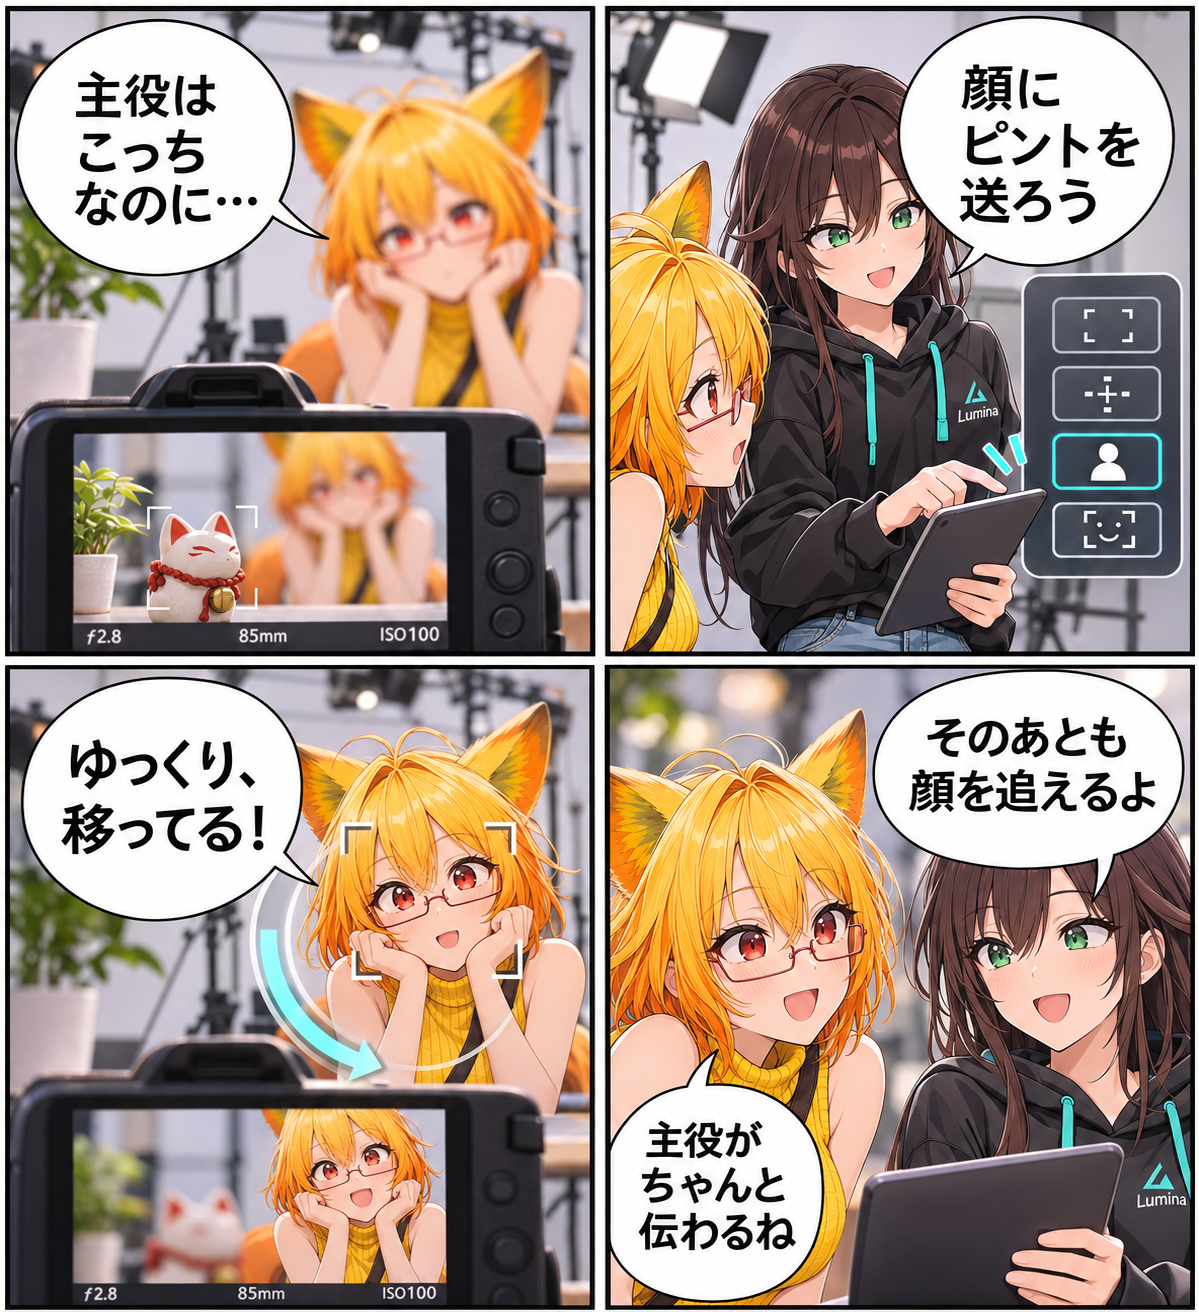 主役は
こっち
なのに…
f2.8 85mm ISO100
顔に
ピントを
送ろう
Lumina
ゆっくり、
移ってる!
f2.8 85mm ISO100
そのあとも
顔を追えるよ
主役が
ちゃんと
伝わるね
Lumina